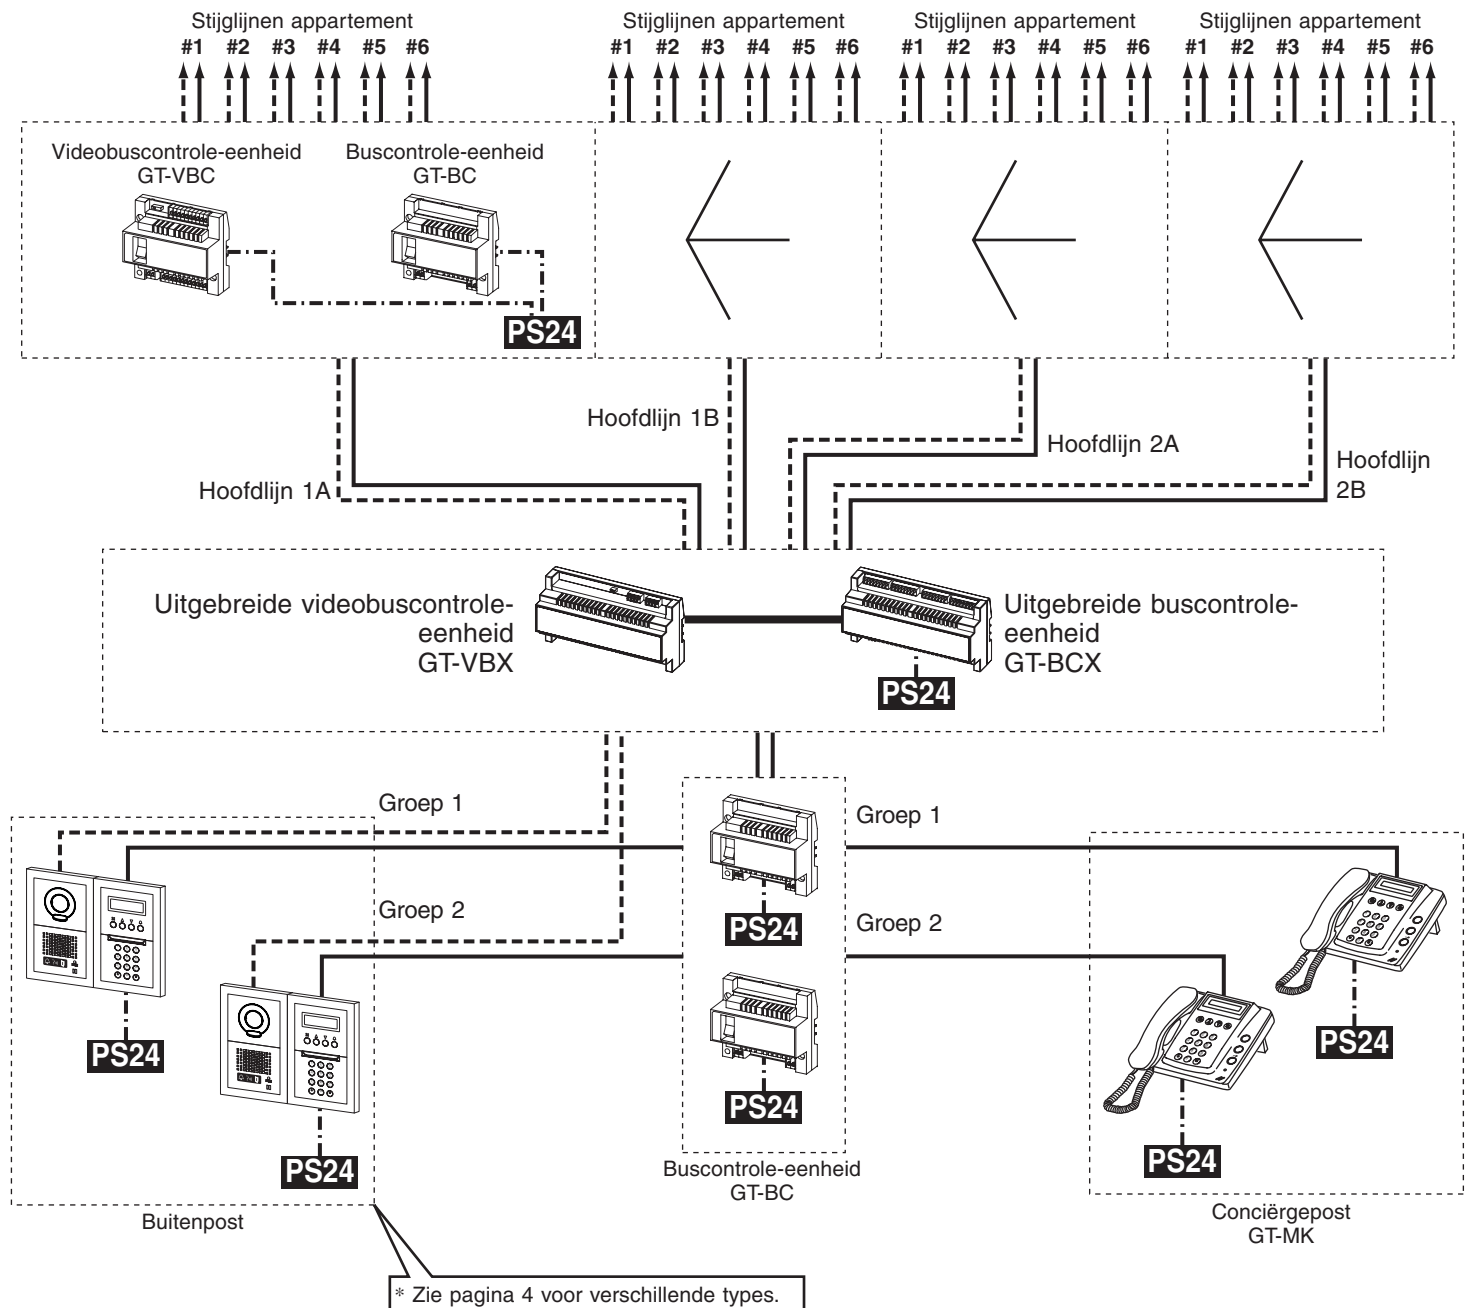 Stijglijnen appartement
#1 #2 #3 #4 #5 #6
Stijglijnen appartement
#1 #2 #3 #4 #5 #6
Stijglijnen appartement
#1 #2 #3 #4 #5 #6
Stijglijnen appartement
#1 #2 #3 #4 #5 #6
Videobuscontrole-eenheid
GT-VBC
Buscontrole-eenheid
GT-BC
PS24
Hoofdlijn 1A
Hoofdlijn 1B
Hoofdlijn 2A
Hoofdlijn
2B
Uitgebreide videobuscontrole-
eenheid
GT-VBX
Uitgebreide buscontrole-
eenheid
GT-BCX
PS24
Groep 1
Groep 1
Groep 2
Groep 2
PS24
PS24
PS24
PS24
PS24
PS24
Buscontrole-eenheid
GT-BC
Buitenpost
Conciërgepost
GT-MK
* Zie pagina 4 voor verschillende types.